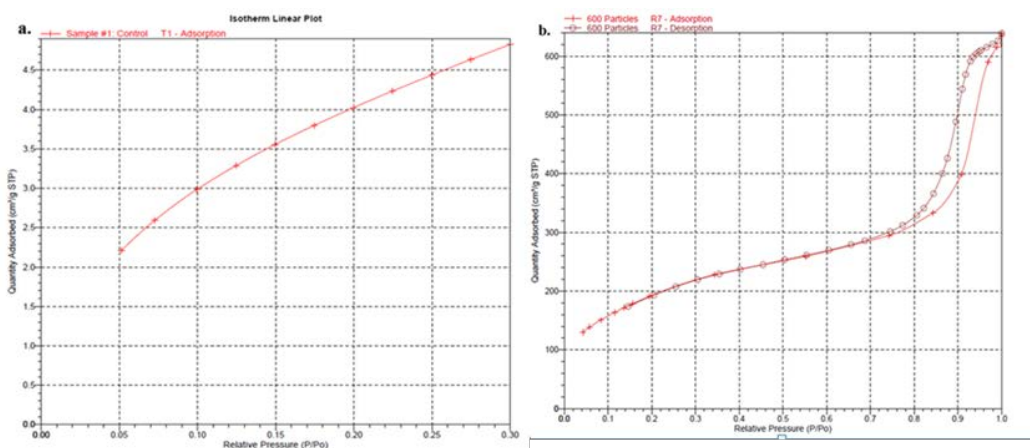 a.
Isotherm Linear Plot
Sample #1: Control T1 - Adsorption
Quantity Adsorbed (cm³/g STP)
4.5
4.0
3.5
3.0
2.5
2.0
1.5
1.0
0.5
0.0
0.00 0.05 0.10 0.15 0.20 0.25 0.30
Relative Pressure (P/Po)
b.
600 Particles R7 - Adsorption
600 Particles R7 - Desorption
Quantity Adsorbed (cm³/g STP)
600
500
400
300
200
100
0
0.0 0.1 0.2 0.3 0.4 0.5 0.6 0.7 0.8 0.9 1.0
Relative Pressure (P/Po)